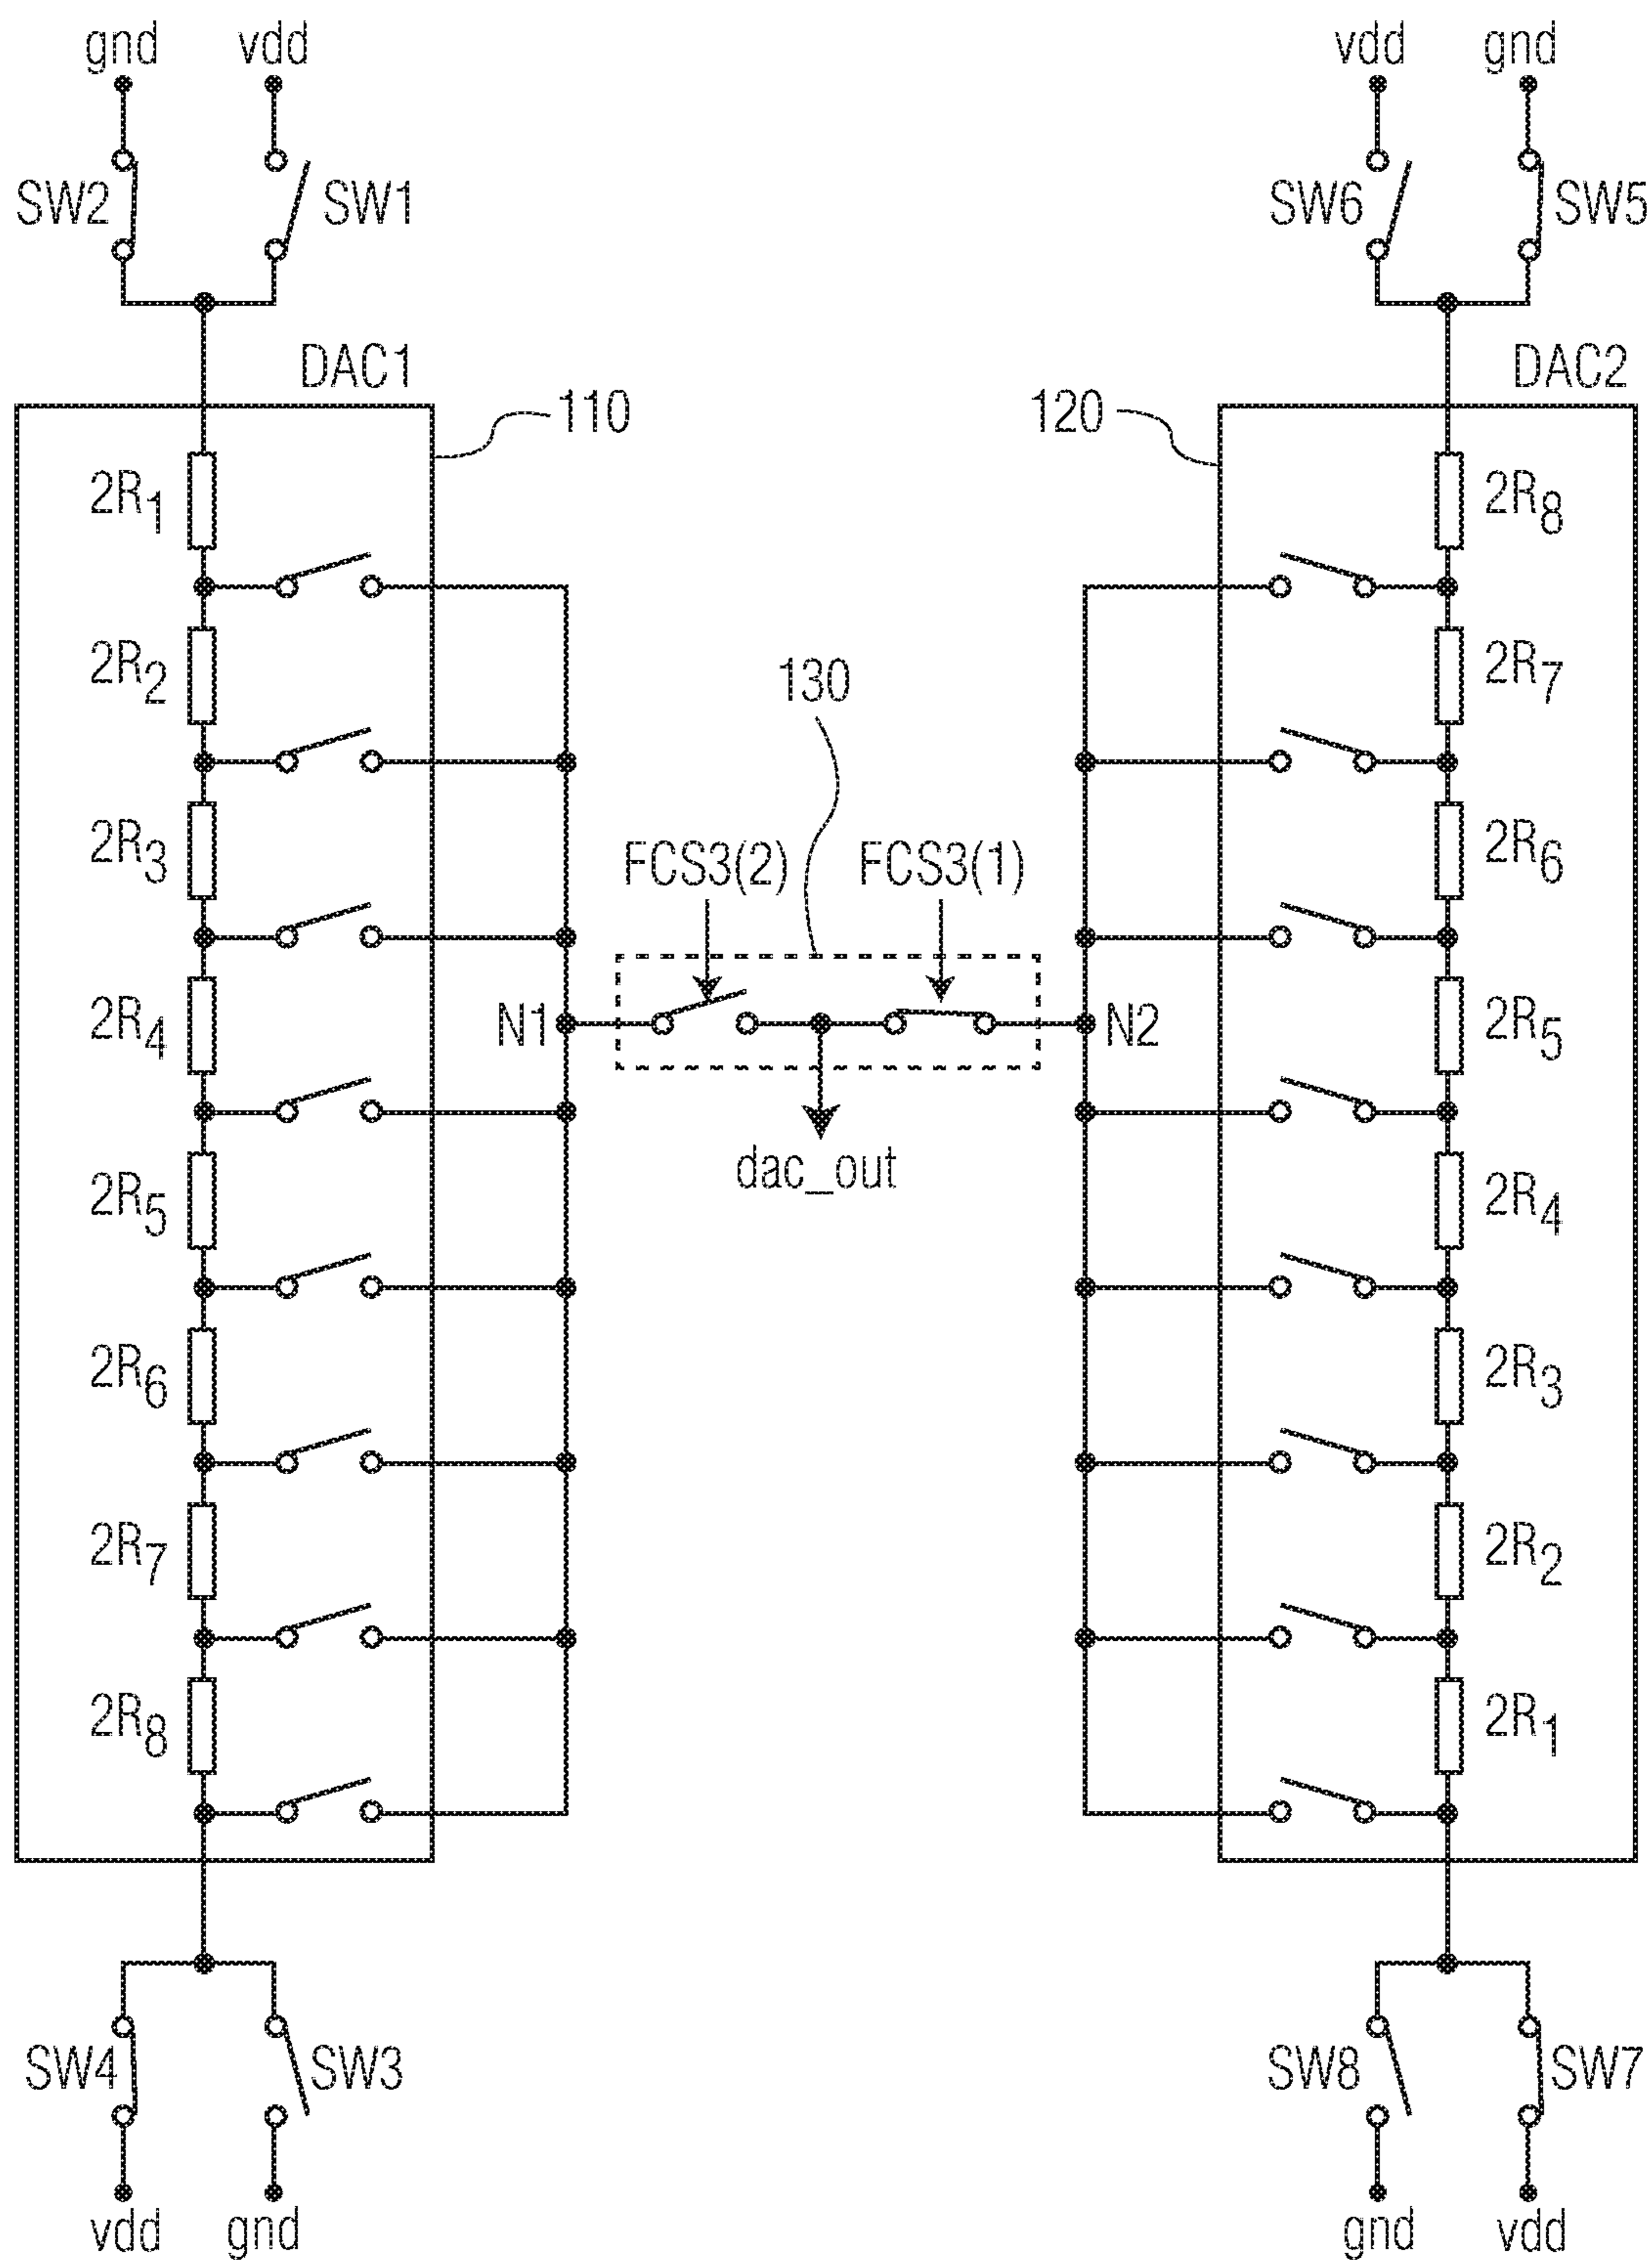 gnd vdd vdd gnd
SW2 SW1 SW6 SW5
DAC1 DAC2
110 120
2R1 2R8
2R2 2R7
130
2R3 FCS3(2) FCS3(1) 2R6
2R4 N1 N2 2R5
dac_out
2R5 2R4
2R6 2R3
2R7 2R2
2R8 2R1
SW4 SW3 SW8 SW7
vdd gnd gnd vdd